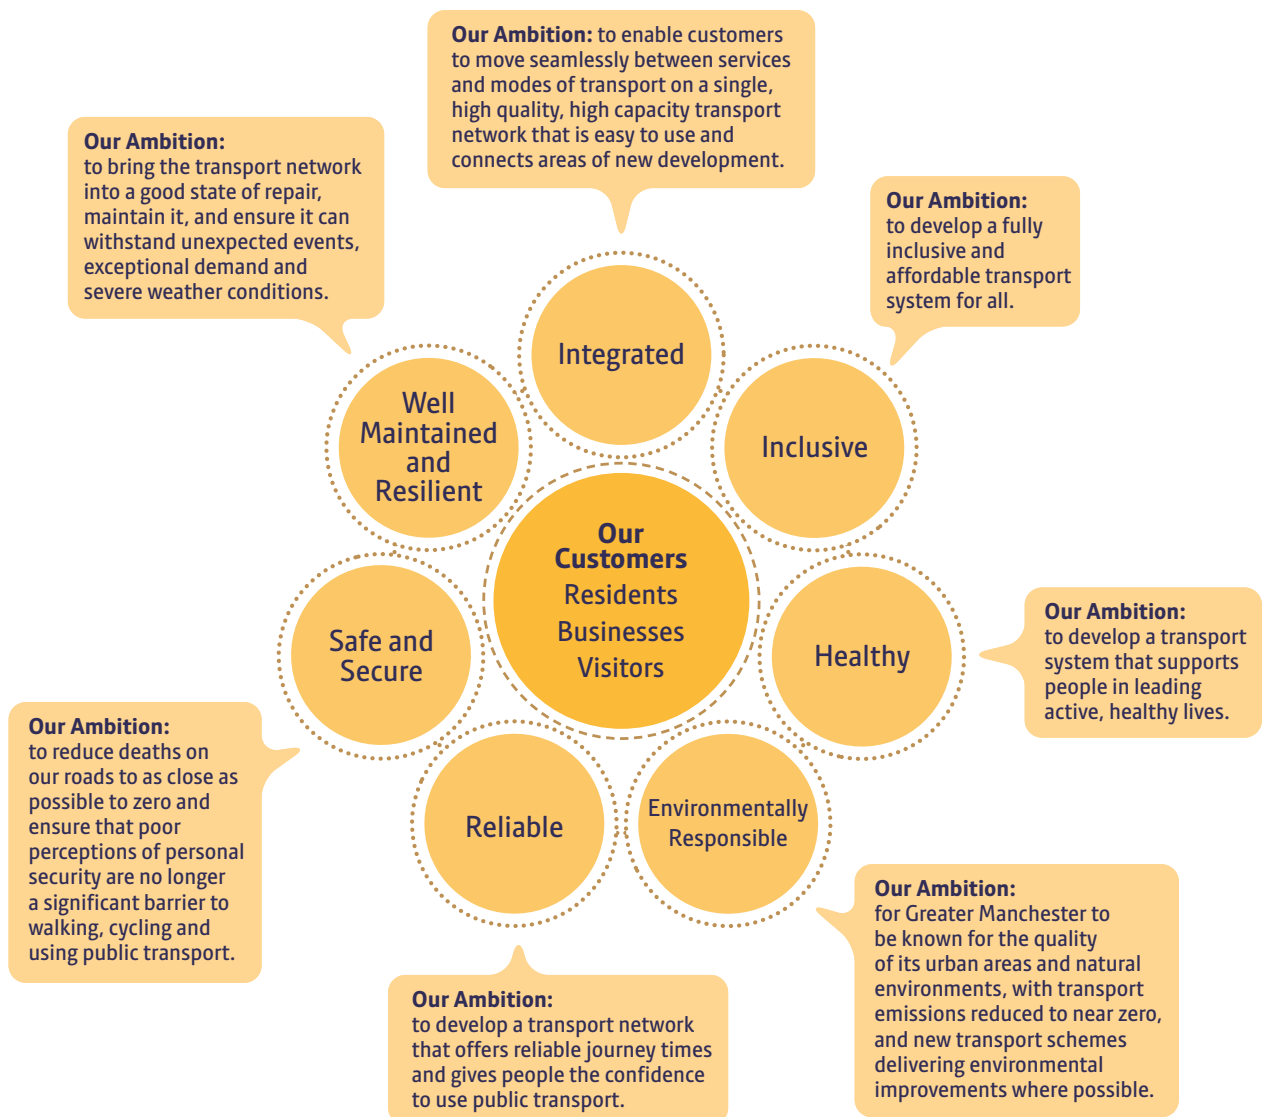 Our Ambition: to enable customers
to move seamlessly between services
and modes of transport on a single,
high quality, high capacity transport
network that is easy to use and
connects areas of new development.
Our Ambition:
to bring the transport network
into a good state of repair,
maintain it, and ensure it can
withstand unexpected events,
exceptional demand and
severe weather conditions.
Our Ambition:
to develop a fully
inclusive and
affordable transport
system for all.
Integrated
Well
Maintained
and
Resilient
Inclusive
Our
Customers
Residents
Businesses
Visitors
Safe and
Secure
Healthy
Our Ambition:
to develop a transport
system that supports
people in leading
active, healthy lives.
Our Ambition:
to reduce deaths on
our roads to as close as
possible to zero and
ensure that poor
perceptions of personal
security are no longer
a significant barrier to
walking, cycling and
using public transport.
Reliable
Environmentally
Responsible
Our Ambition:
for Greater Manchester to
be known for the quality
of its urban areas and natural
environments, with transport
emissions reduced to near zero,
and new transport schemes
delivering environmental
improvements where possible.
Our Ambition:
to develop a transport network
that offers reliable journey times
and gives people the confidence
to use public transport.